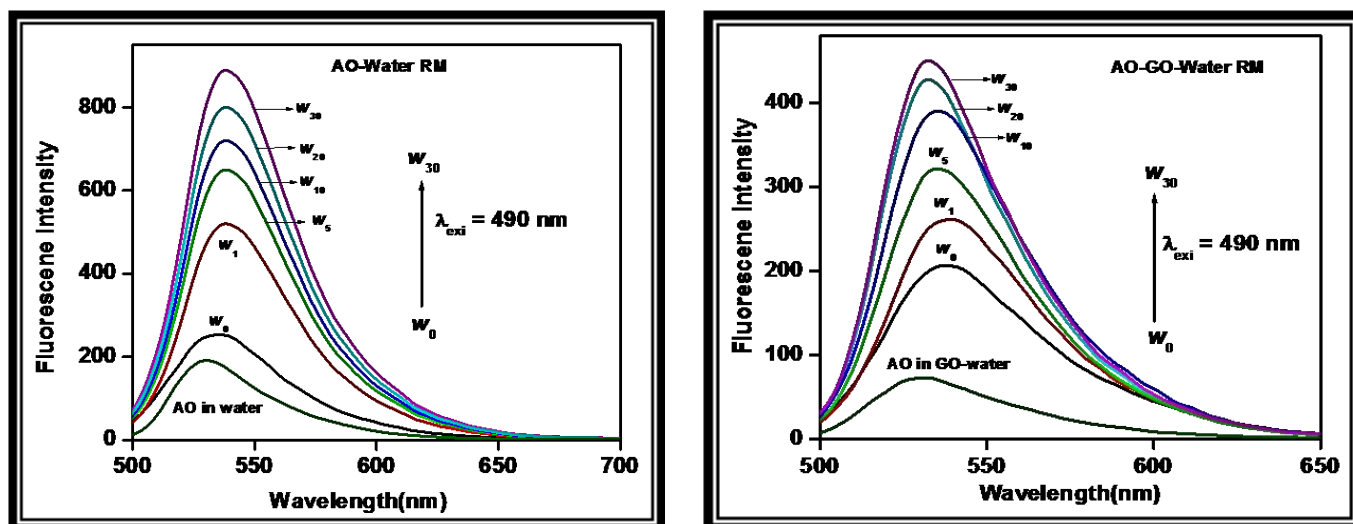 AO-Water RM
W30
W20
W10
W5
W1
W0
AO in water
W30
λexi = 490 nm
W0
Fluorescene Intensity
800
600
400
200
0
500 550 600 650 700
Wavelength(nm)
AO-GO-Water RM
W30
W20
W10
W5
W1
W0
AO in GO-water
W30
λexi = 490 nm
W0
Fluorescene Intensity
400
300
200
100
0
500 550 600 650
Wavelength(nm)